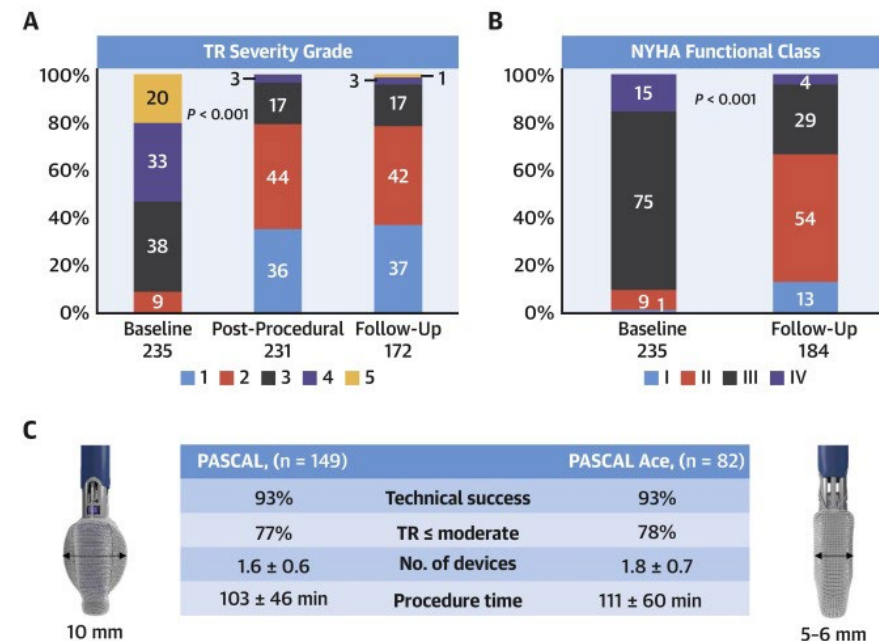 A
TR Severity Grade
100%
80%
60%
40%
20%
0%
20
33
38
9
P < 0.001
3
17
44
36
3
1
17
42
37
Baseline Post-Procedural Follow-Up
235 231 172
1 2 3 4 5
B
NYHA Functional Class
100%
80%
60%
40%
20%
0%
15
75
9 1
P < 0.001
4
29
54
13
Baseline Follow-Up
235 184
I II III IV
C
PASCAL, (n = 149) PASCAL Ace, (n = 82)
93% Technical success 93%
77% TR ≤ moderate 78%
1.6 ± 0.6 No. of devices 1.8 ± 0.7
103 ± 46 min Procedure time 111 ± 60 min
10 mm
5-6 mm